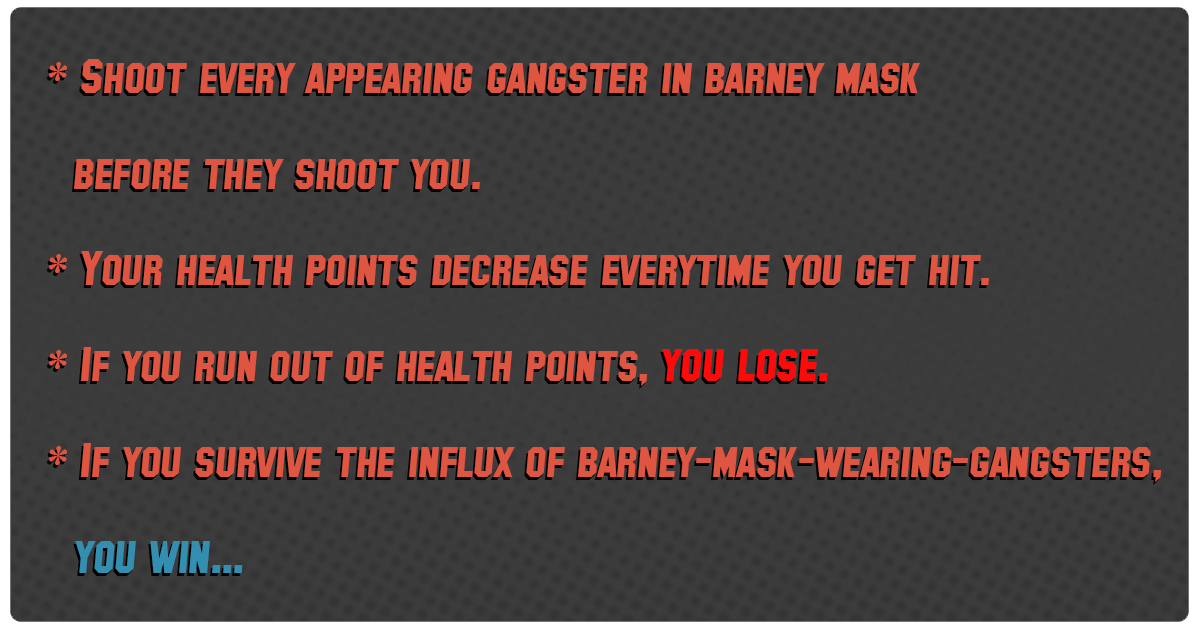 * Shoot every appearing gangster in barney mask
before they shoot you.
* Your health points decrease everytime you get hit.
* If you run out of health points, you lose.
* If you survive the influx of barney-mask-wearing-gangsters,
you win...